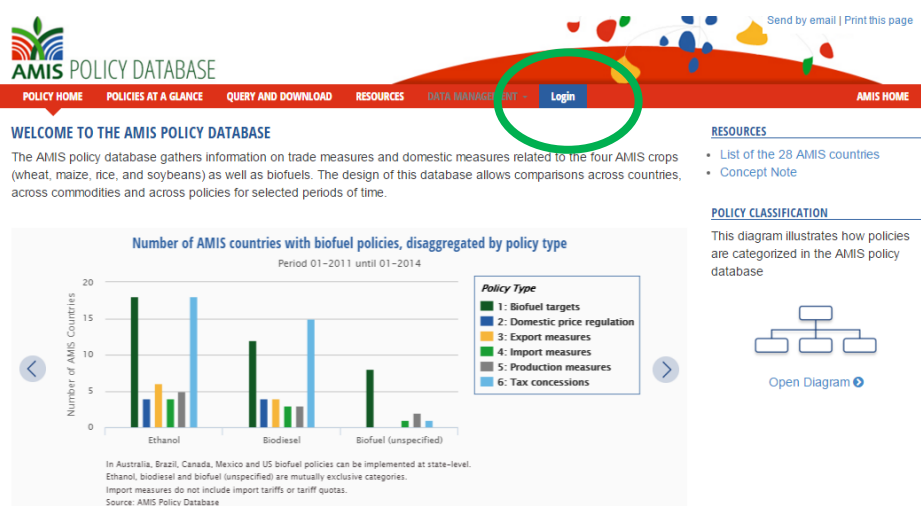 Send by email | Print this page
AMIS POLICY DATABASE
POLICY HOME POLICIES AT A GLANCE QUERY AND DOWNLOAD RESOURCES DATA MANAGEMENT Login AMIS HOME
WELCOME TO THE AMIS POLICY DATABASE
The AMIS policy database gathers information on trade measures and domestic measures related to the four AMIS crops
(wheat, maize, rice, and soybeans) as well as biofuels. The design of this database allows comparisons across countries,
across commodities and across policies for selected periods of time.
RESOURCES
• List of the 28 AMIS countries
• Concept Note
POLICY CLASSIFICATION
This diagram illustrates how policies
are categorized in the AMIS policy
database
Open Diagram
Number of AMIS countries with biofuel policies, disaggregated by policy type
Period 01-2011 until 01-2014
Number of AMIS Countries
20
15
10
5
0
Ethanol Biodiesel Biofuel (unspecified)
Policy Type
1: Biofuel targets
2: Domestic price regulation
3: Export measures
4: Import measures
5: Production measures
6: Tax concessions
In Australia, Brazil, Canada, Mexico and US biofuel policies can be implemented at state-level.
Ethanol, biodiesel and biofuel (unspecified) are mutually exclusive categories.
Import measures do not include import tariffs or tariff quotas.
Source: AMIS Policy Database